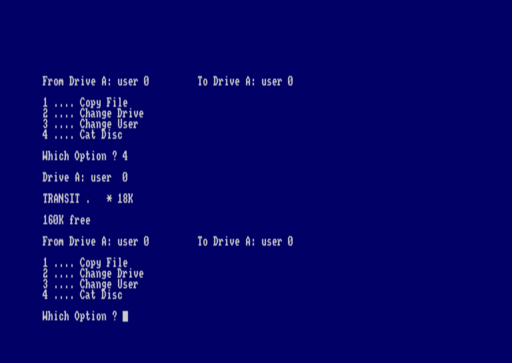 From Drive A: user 0        To Drive A: user 0
1 .... Copy File
2 .... Change Drive
3 .... Change User
4 .... Cat Disc
Which Option ? 4
Drive A: user  0
TRANSIT .   * 18K
160K free
From Drive A: user 0        To Drive A: user 0
1 .... Copy File
2 .... Change Drive
3 .... Change User
4 .... Cat Disc
Which Option ?